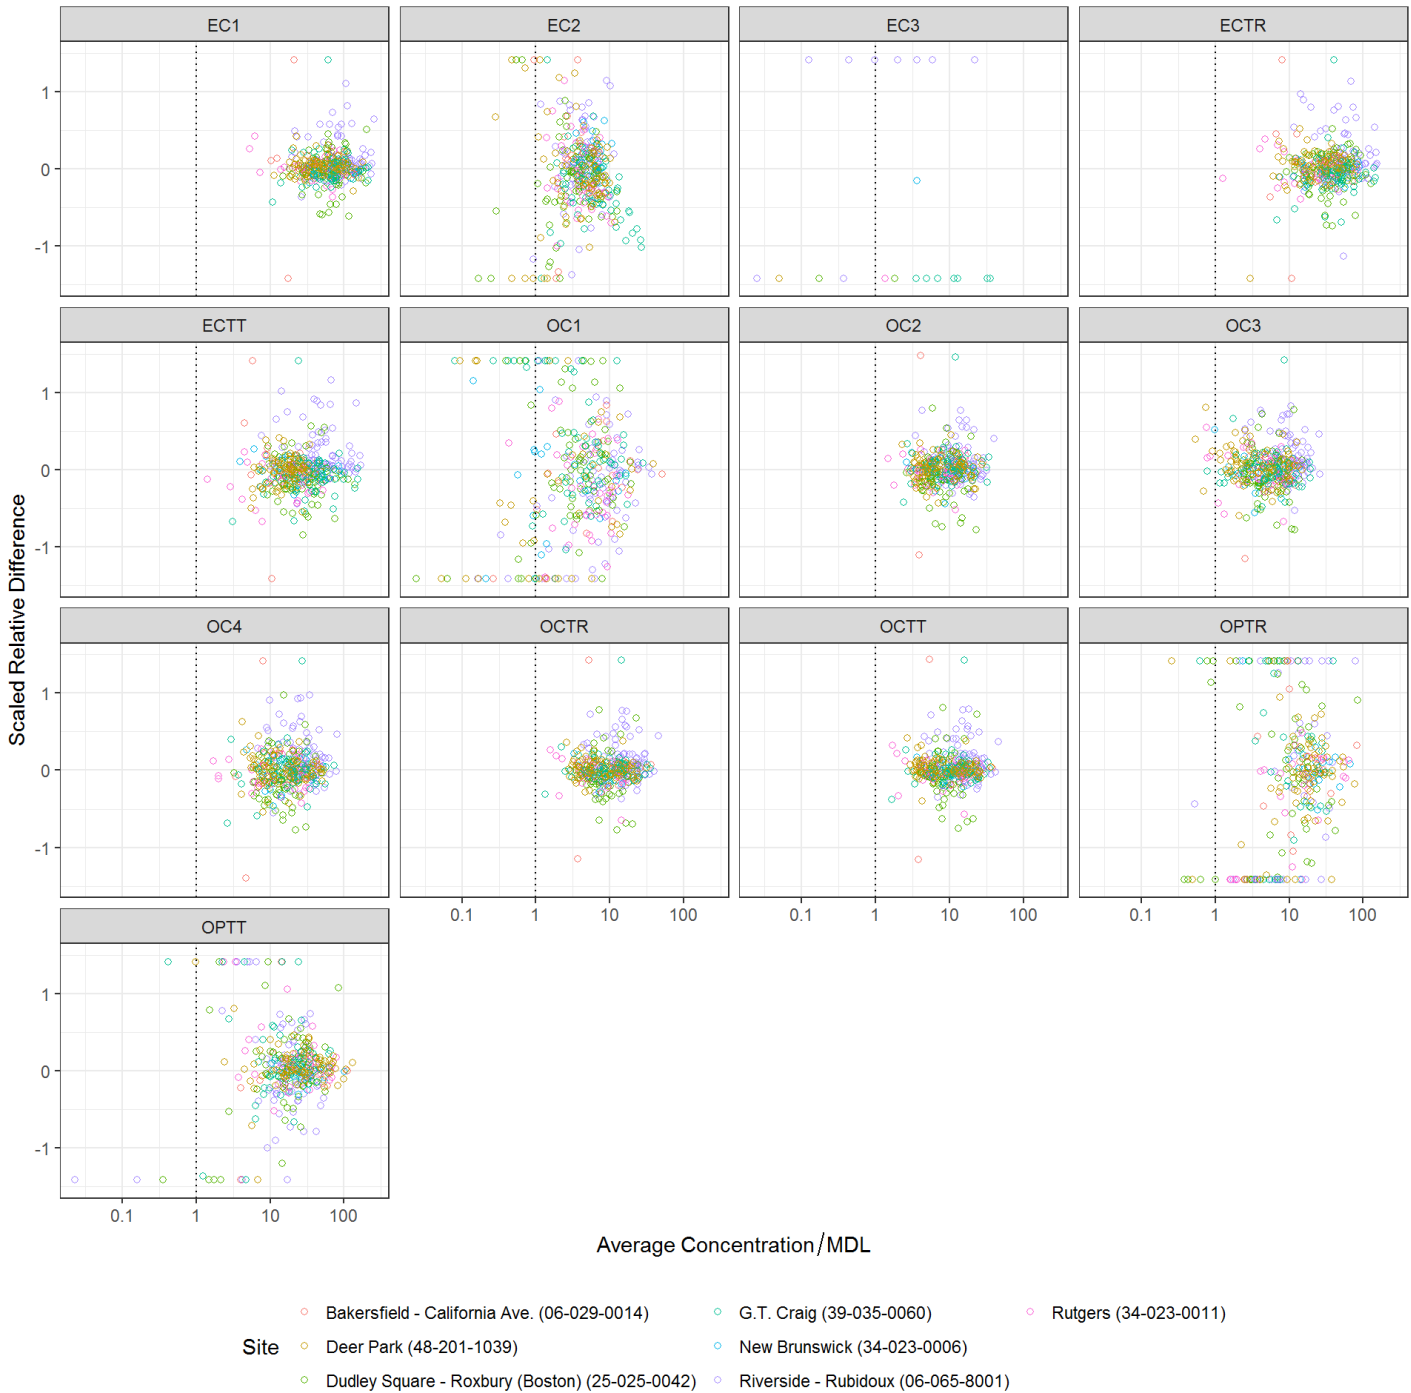 EC1 EC2 EC3 ECTR
1
0
-1
ECTT OC1 OC2 OC3
1
0
-1
OC4 OCTR OCTT OPTR
1
0
-1
0.1 1 10 100 0.1 1 10 100 0.1 1 10 100
OPTT
1
0
-1
0.1 1 10 100
Scaled Relative Difference
Average Concentration/MDL
Site
Bakersfield - California Ave. (06-029-0014)
Deer Park (48-201-1039)
Dudley Square - Roxbury (Boston) (25-025-0042)
G.T. Craig (39-035-0060)
New Brunswick (34-023-0006)
Riverside - Rubidoux (06-065-8001)
Rutgers (34-023-0011)